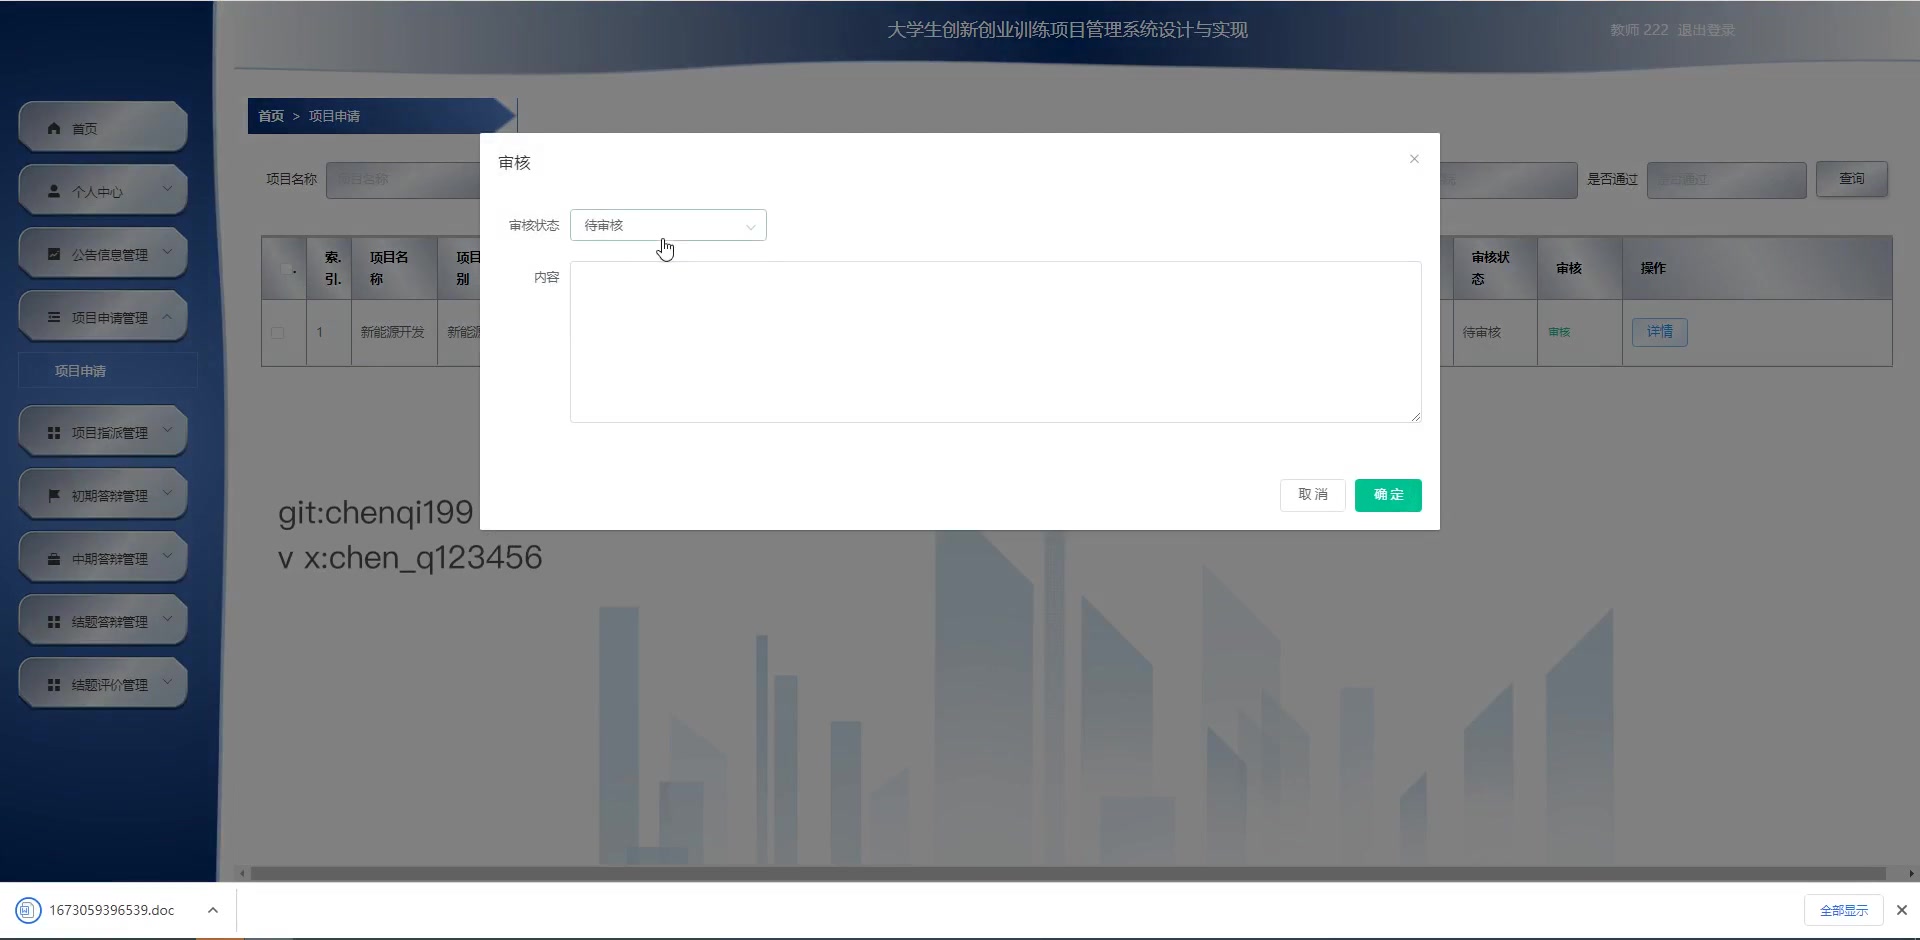 大学生创新创业训练项目管理系统设计与实现
教师 222 退出登录
首页
个人中心
公告信息管理
项目申请管理
项目申请
项目指派管理
初期答辩管理
中期答辩管理
结题答辩管理
结题评价管理
首页 > 项目申请
项目名称 项目名称
是否通过 是否通过 查询
索引. 项目名称 项目 别 审核状态 审核 操作
1 新能源开发 新能源 待审核 审核 详情
审核
审核状态 待审核
内容
取消 确定
git:chenqi199
v x:chen_q123456
1673059396539.doc
全部显示